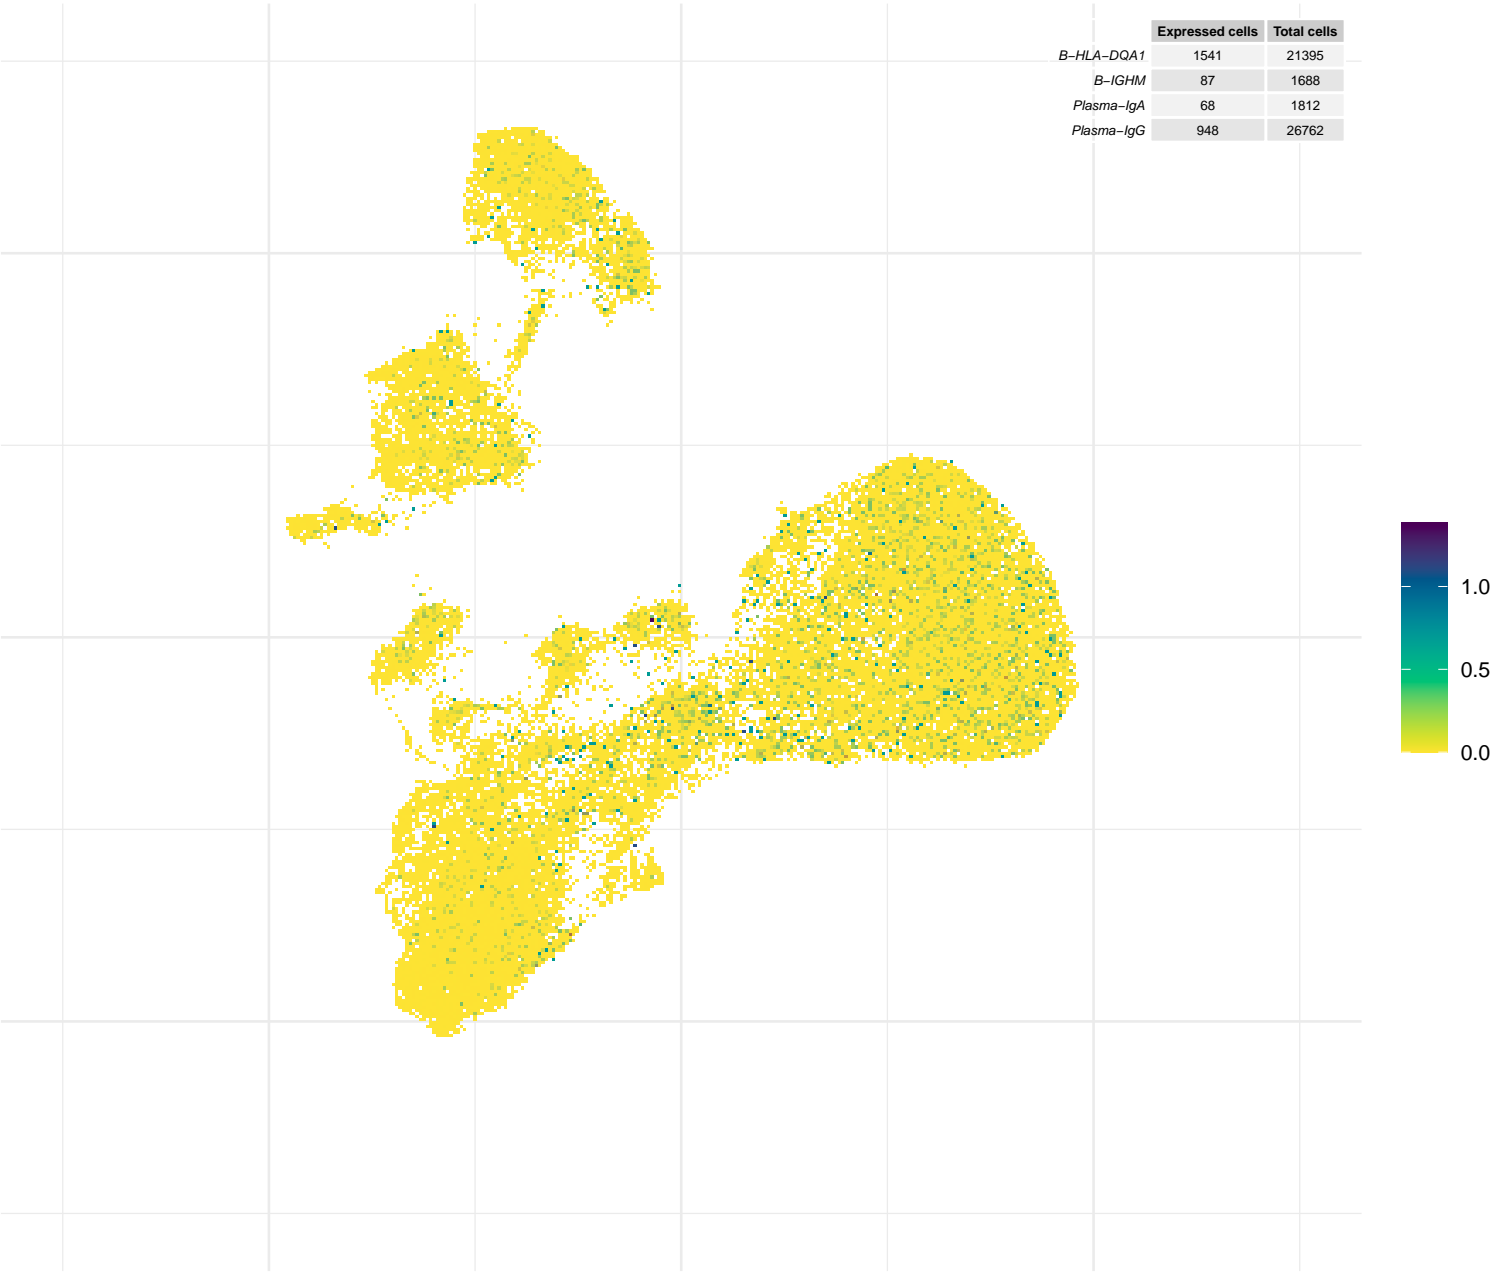 Expressed cells Total cells
B−HLA−DQA1 1541 21395
B−IGHM 87 1688
Plasma−IgA 68 1812
Plasma−IgG 948 26762
1.0
0.5
0.0